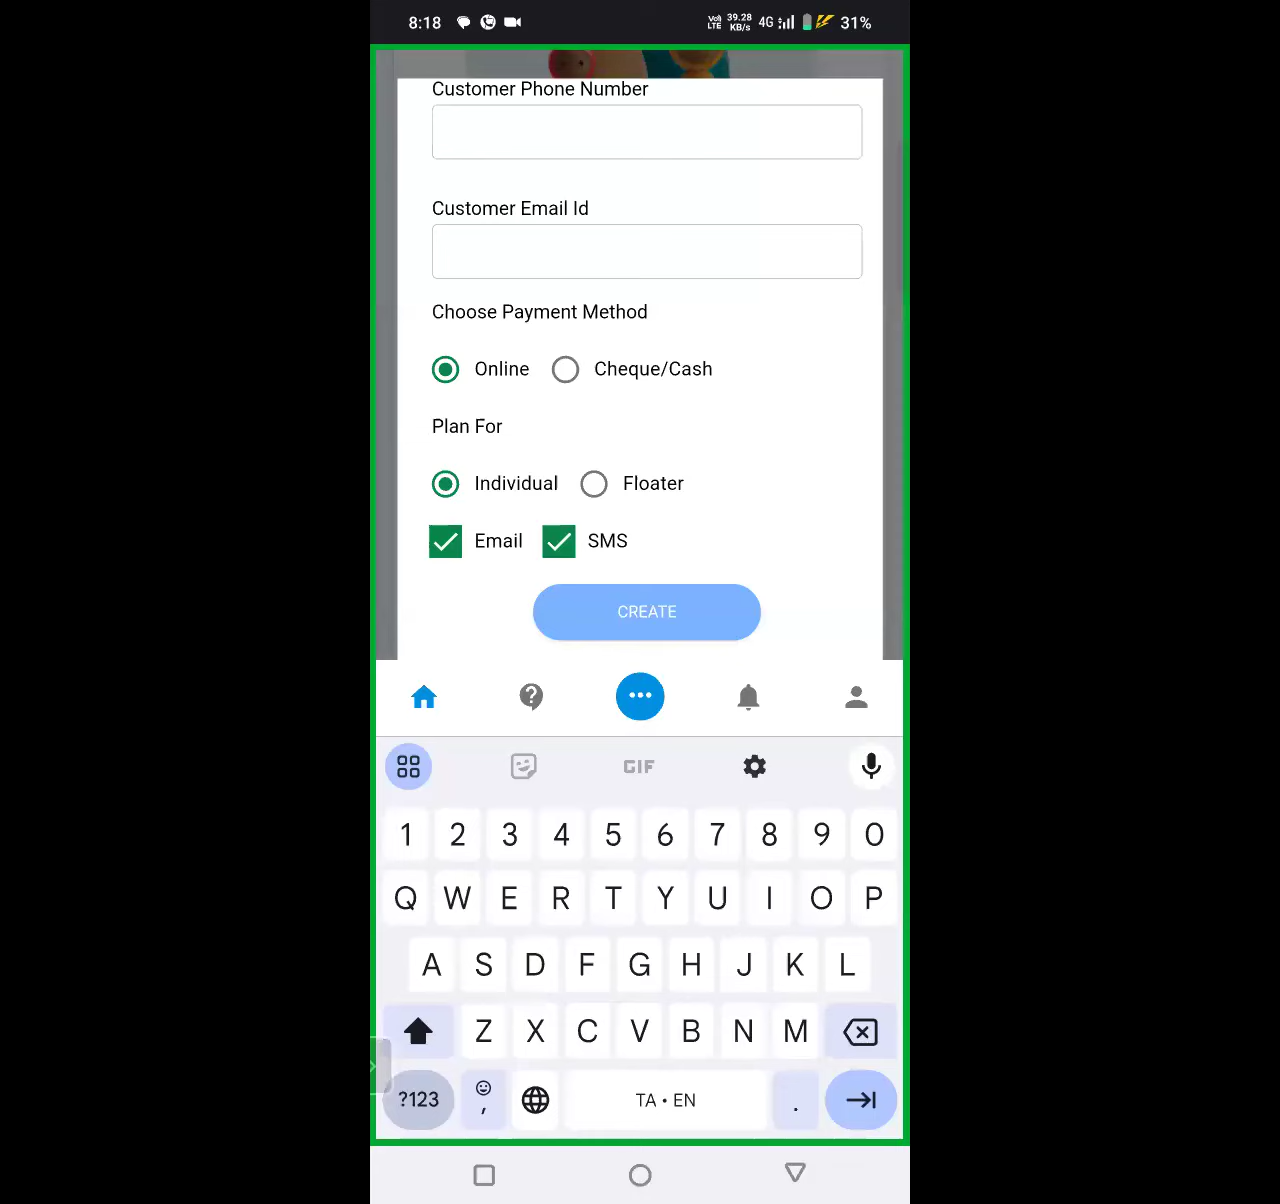 8:18 Vo) LTE 39.28 KB/s 4G 31%
Customer Phone Number
Customer Email Id
Choose Payment Method
Online Cheque/Cash
Plan For
Individual Floater
Email SMS
CREATE
GIF
1 2 3 4 5 6 7 8 9 0
Q W E R T Y U I O P
A S D F G H J K L
Z X C V B N M
?123 , TA • EN .